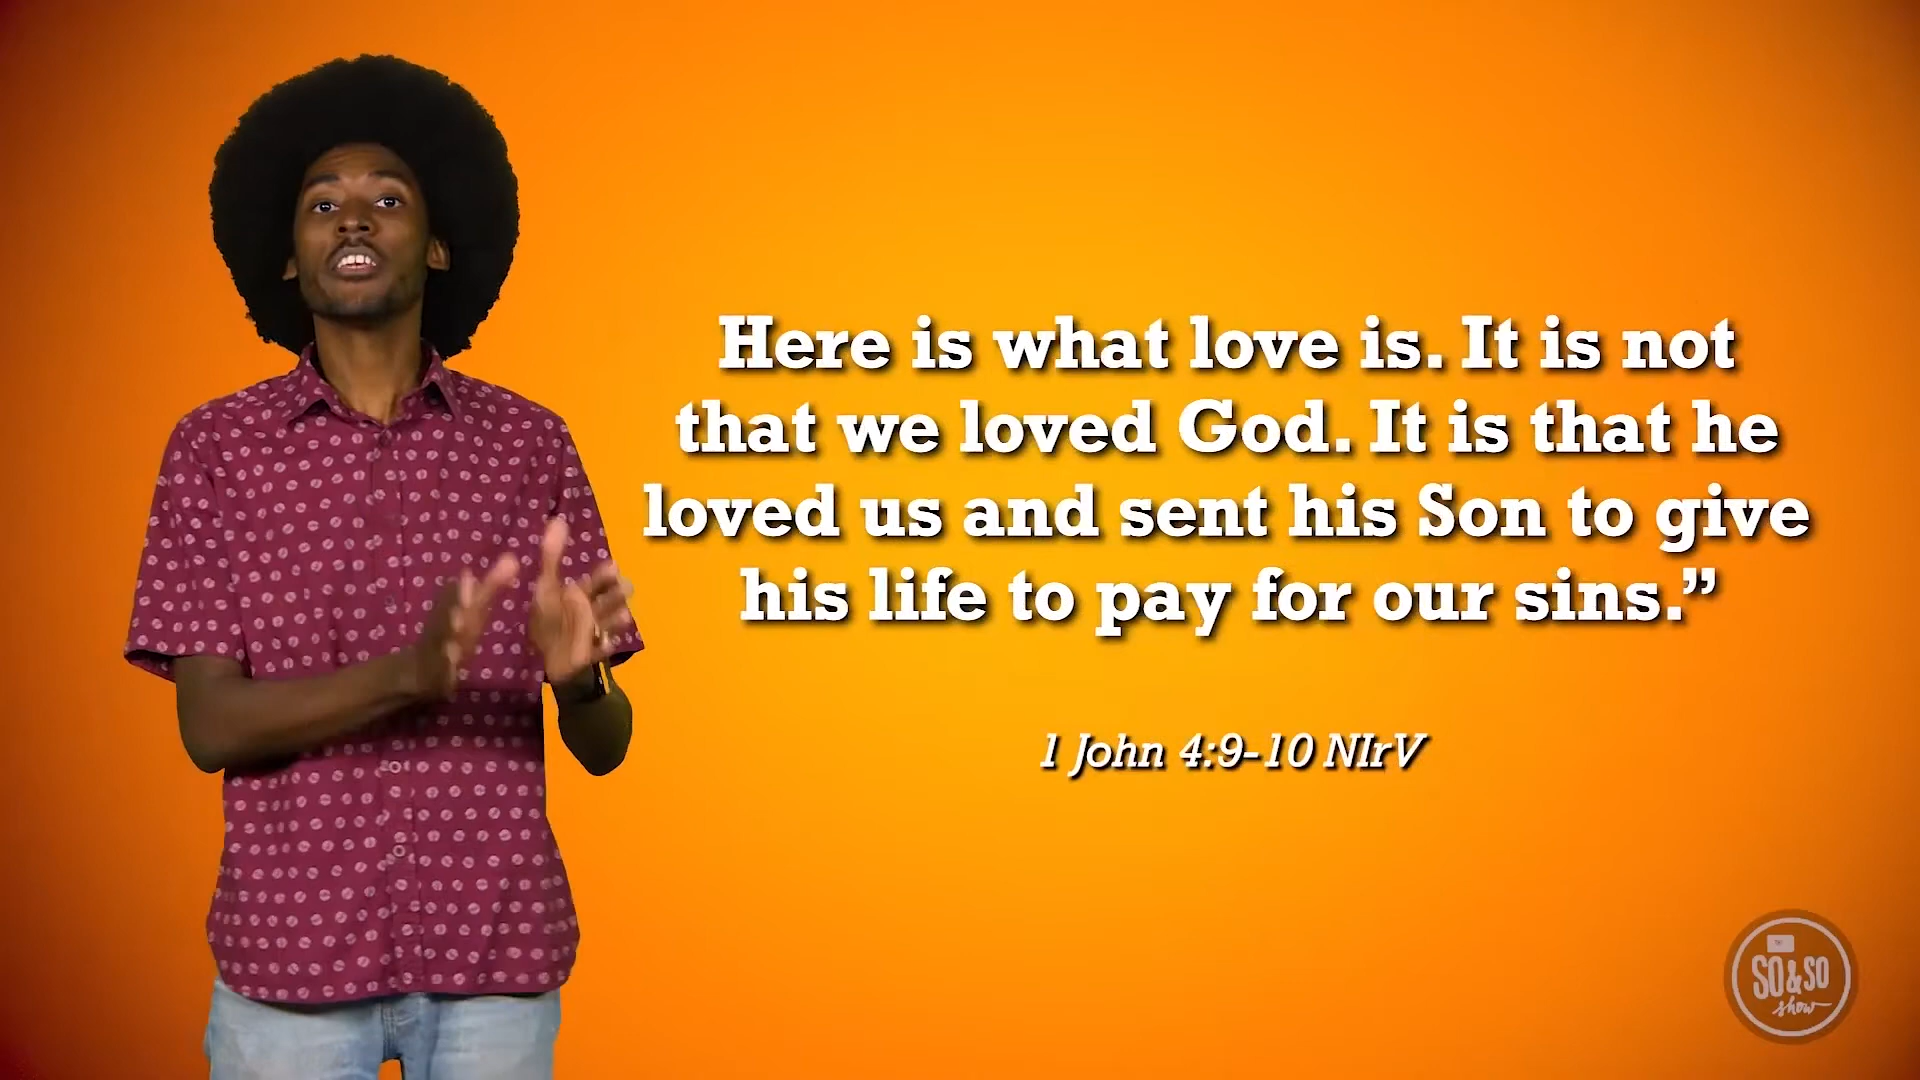 Here is what love is. It is not
that we loved God. It is that he
loved us and sent his Son to give
his life to pay for our sins.”
1 John 4:9-10 NIrV
SO & SO
show